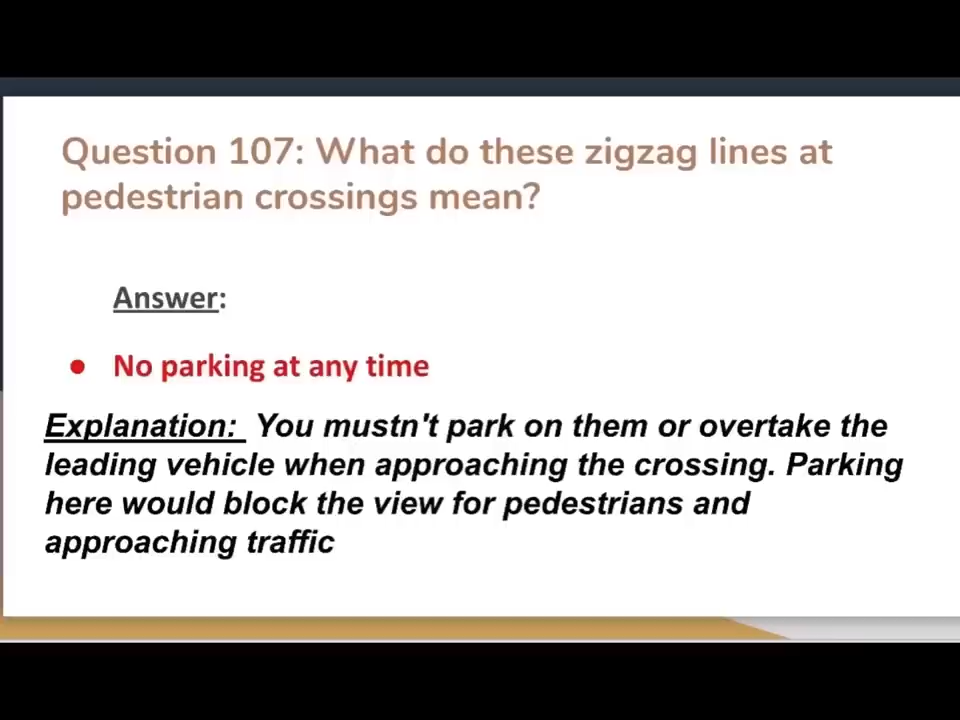 Question 107: What do these zigzag lines at
pedestrian crossings mean?
Answer:
● No parking at any time
Explanation: You mustn't park on them or overtake the
leading vehicle when approaching the crossing. Parking
here would block the view for pedestrians and
approaching traffic